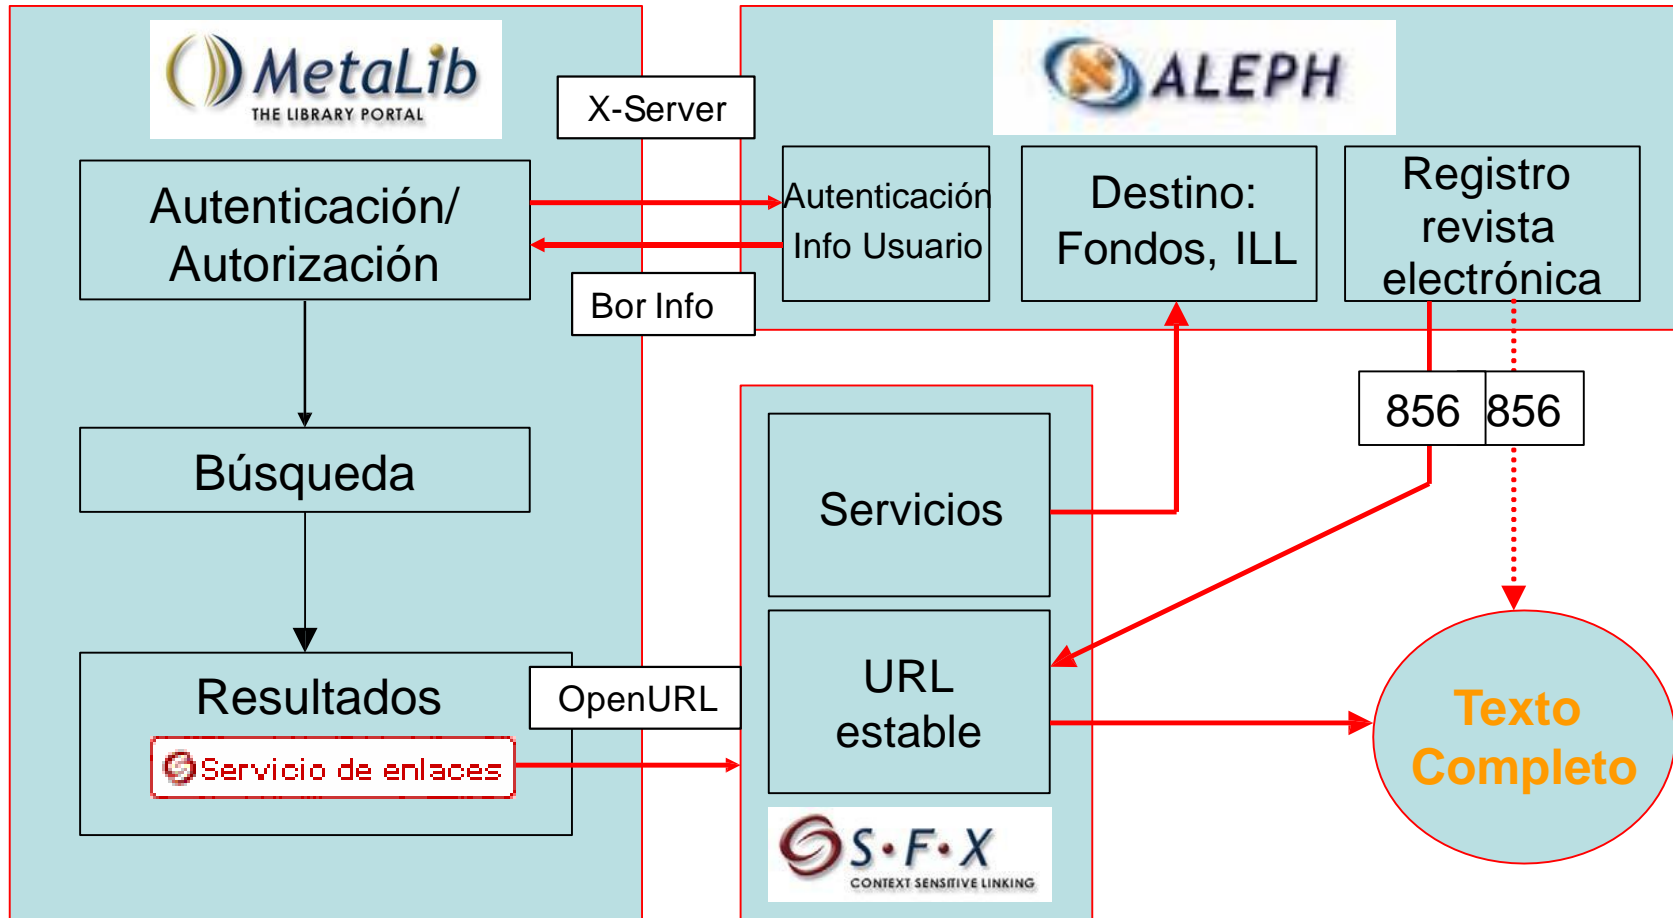 MetaLib
THE LIBRARY PORTAL
Autenticación/
Autorización
Búsqueda
Resultados
Servicio de enlaces
X-Server
Bor Info
OpenURL
ALEPH
Autenticación
Info Usuario
Destino:
Fondos, ILL
Registro
revista
electrónica
856
856
Servicios
URL
estable
S·F·X
CONTEXT SENSITIVE LINKING
Texto
Completo